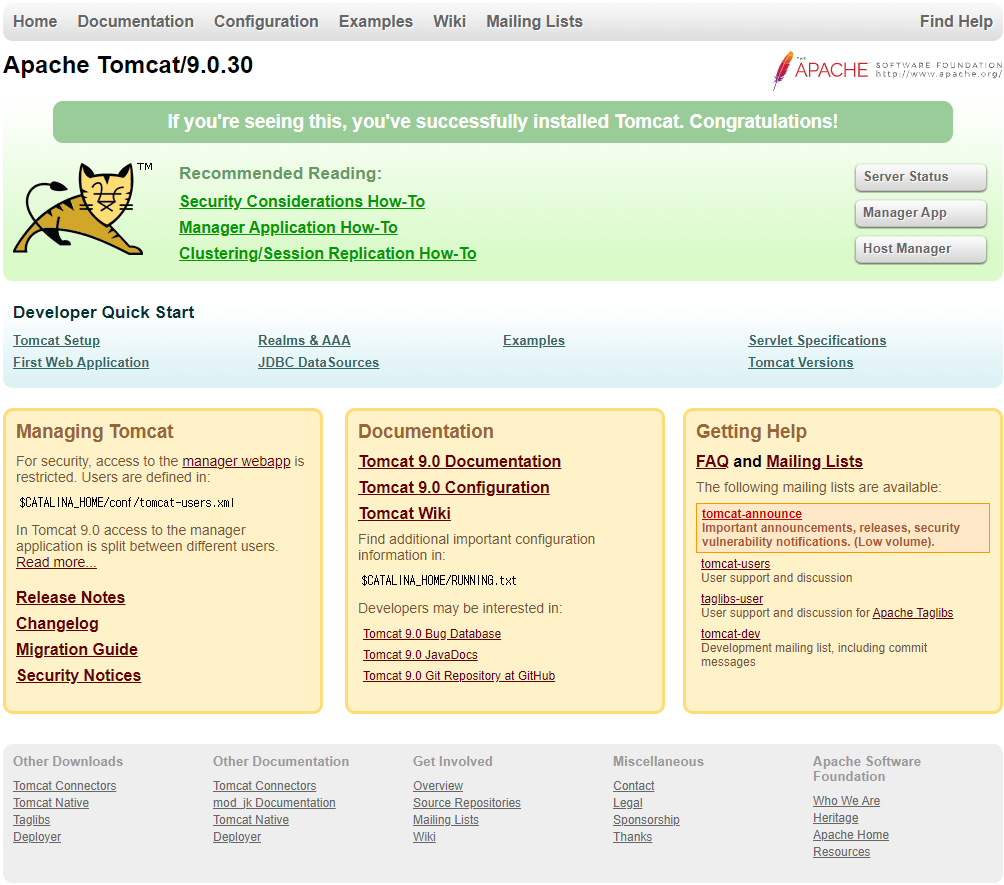 Home Documentation Configuration Examples Wiki Mailing Lists Find Help
Apache Tomcat/9.0.30
THE
APACHE SOFTWARE FOUNDATION
http://www.apache.org/
If you're seeing this, you've successfully installed Tomcat. Congratulations!
TM
Recommended Reading:
Security Considerations How-To
Manager Application How-To
Clustering/Session Replication How-To
Server Status
Manager App
Host Manager
Developer Quick Start
Tomcat Setup
First Web Application
Realms & AAA
JDBC DataSources
Examples
Servlet Specifications
Tomcat Versions
Managing Tomcat
For security, access to the manager webapp is
restricted. Users are defined in:
$CATALINA_HOME/conf/tomcat-users.xml
In Tomcat 9.0 access to the manager
application is split between different users.
Read more...
Release Notes
Changelog
Migration Guide
Security Notices
Documentation
Tomcat 9.0 Documentation
Tomcat 9.0 Configuration
Tomcat Wiki
Find additional important configuration
information in:
$CATALINA_HOME/RUNNING.txt
Developers may be interested in:
Tomcat 9.0 Bug Database
Tomcat 9.0 JavaDocs
Tomcat 9.0 Git Repository at GitHub
Getting Help
FAQ and Mailing Lists
The following mailing lists are available:
tomcat-announce
Important announcements, releases, security
vulnerability notifications. (Low volume).
tomcat-users
User support and discussion
taglibs-user
User support and discussion for Apache Taglibs
tomcat-dev
Development mailing list, including commit
messages
Other Downloads
Tomcat Connectors
Tomcat Native
Taglibs
Deployer
Other Documentation
Tomcat Connectors
mod_jk Documentation
Tomcat Native
Deployer
Get Involved
Overview
Source Repositories
Mailing Lists
Wiki
Miscellaneous
Contact
Legal
Sponsorship
Thanks
Apache Software
Foundation
Who We Are
Heritage
Apache Home
Resources